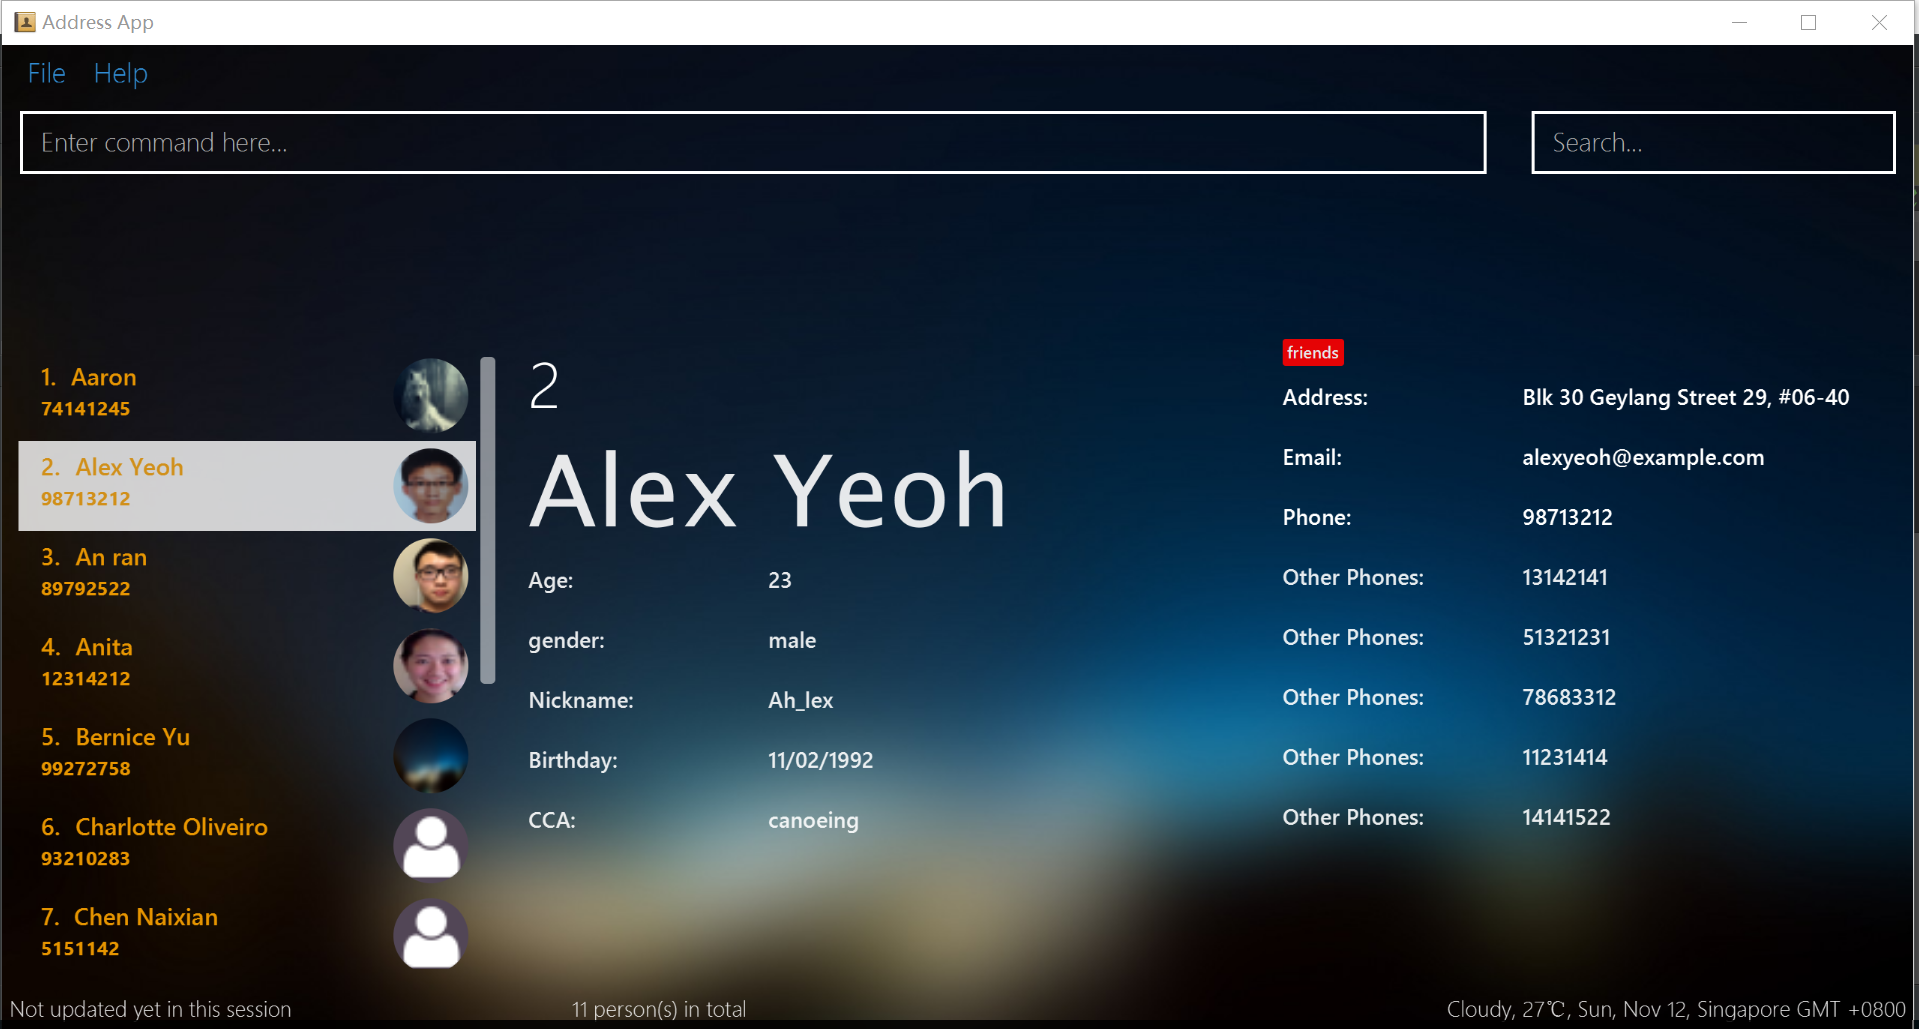 Address App
File Help
Enter command here...
Search...
1. Aaron
74141245
2. Alex Yeoh
98713212
3. An ran
89792522
4. Anita
12314212
5. Bernice Yu
99272758
6. Charlotte Oliveiro
93210283
7. Chen Naixian
5151142
2
Alex Yeoh
Age: 23
gender: male
Nickname: Ah_lex
Birthday: 11/02/1992
CCA: canoeing
friends
Address: Blk 30 Geylang Street 29, #06-40
Email: alexyeoh@example.com
Phone: 98713212
Other Phones: 13142141
Other Phones: 51321231
Other Phones: 78683312
Other Phones: 11231414
Other Phones: 14141522
Not updated yet in this session
11 person(s) in total
Cloudy, 27℃, Sun, Nov 12, Singapore GMT +0800